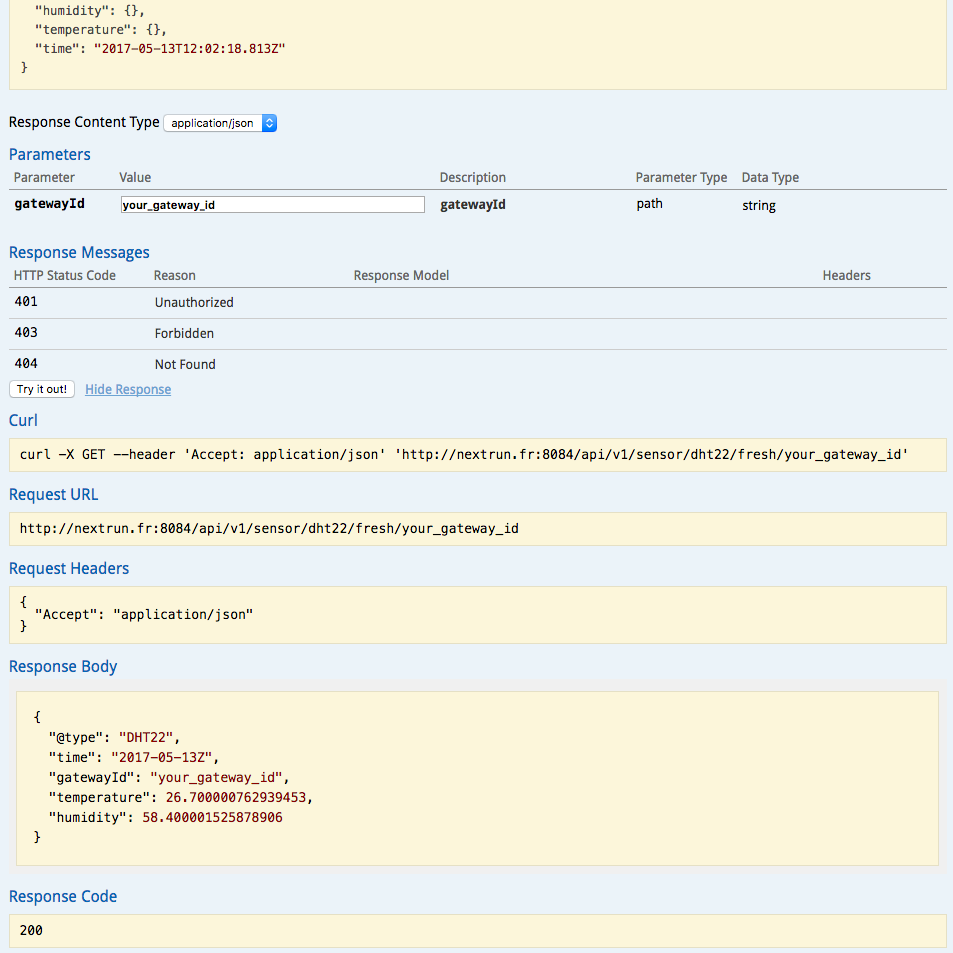 "humidity": {},
"temperature": {},
"time": "2017-05-13T12:02:18.813Z"
}
Response Content Type application/json
Parameters
Parameter Value Description Parameter Type Data Type
gatewayId your_gateway_id gatewayId path string
Response Messages
HTTP Status Code Reason Response Model Headers
401 Unauthorized
403 Forbidden
404 Not Found
Try it out! Hide Response
Curl
curl -X GET --header 'Accept: application/json' 'http://nextrun.fr:8084/api/v1/sensor/dht22/fresh/your_gateway_id'
Request URL
http://nextrun.fr:8084/api/v1/sensor/dht22/fresh/your_gateway_id
Request Headers
{
"Accept": "application/json"
}
Response Body
{
"@type": "DHT22",
"time": "2017-05-13Z",
"gatewayId": "your_gateway_id",
"temperature": 26.700000762939453,
"humidity": 58.400001525878906
}
Response Code
200